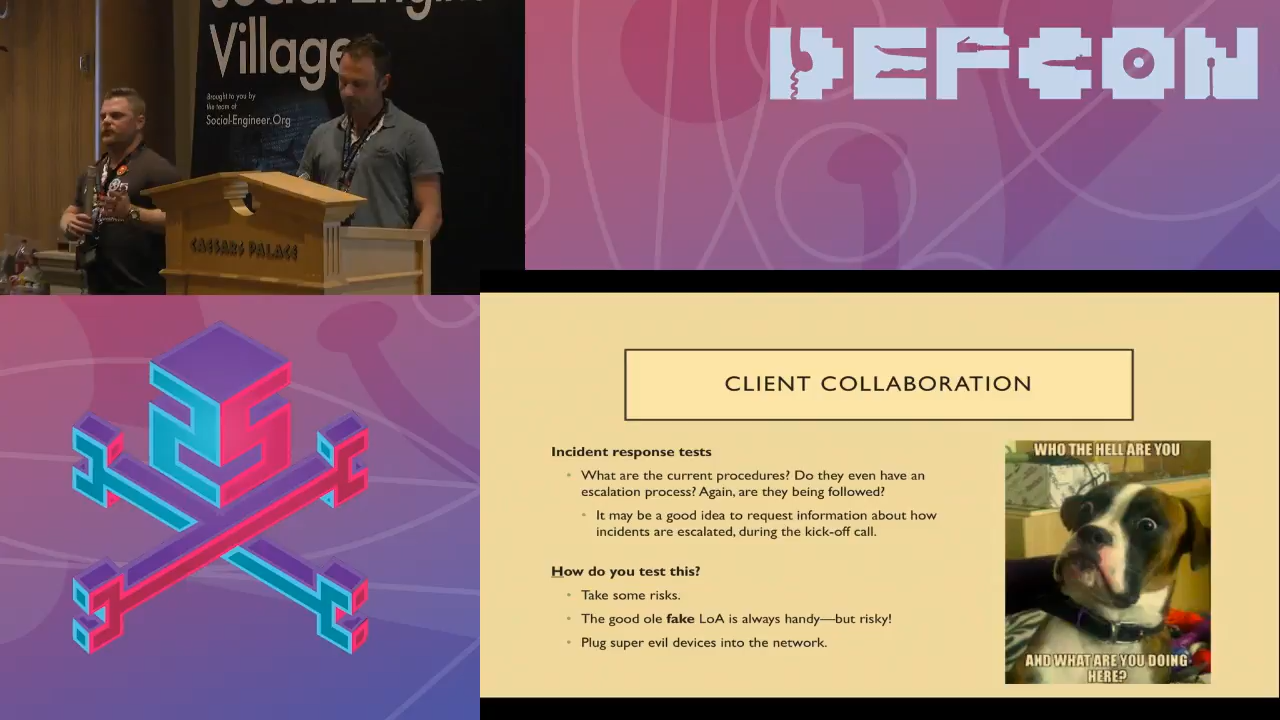 Social-Engineer
Village
Brought to you by
the team at
Social-Engineer.Org
CAESARS PALACE
DEFCON
CLIENT COLLABORATION
Incident response tests
• What are the current procedures? Do they even have an
escalation process? Again, are they being followed?
• It may be a good idea to request information about how
incidents are escalated, during the kick-off call.
How do you test this?
• Take some risks.
• The good ole fake LoA is always handy—but risky!
• Plug super evil devices into the network.
WHO THE HELL ARE YOU
AND WHAT ARE YOU DOING
HERE?